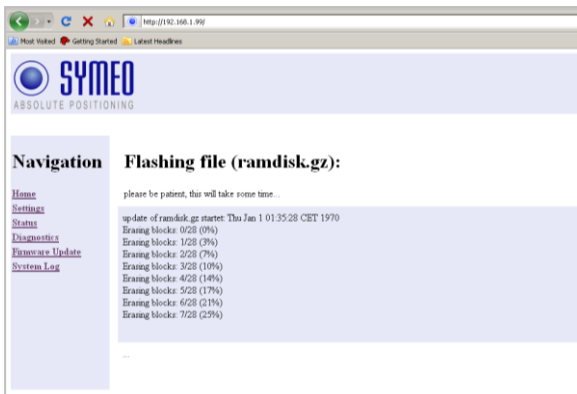 http://192.168.1.99/
Most Visited Getting Started Latest Headlines
SYMEO
ABSOLUTE POSITIONING
Navigation
Home
Settings
Status
Diagnostics
Firmware Update
System Log
Flashing file (ramdisk.gz):
please be patient, this will take some time...
update of ramdisk.gz startet: Thu Jan 1 01:35:28 CET 1970
Erasing blocks: 0/28 (0%)
Erasing blocks: 1/28 (3%)
Erasing blocks: 2/28 (7%)
Erasing blocks: 3/28 (10%)
Erasing blocks: 4/28 (14%)
Erasing blocks: 5/28 (17%)
Erasing blocks: 6/28 (21%)
Erasing blocks: 7/28 (25%)
...